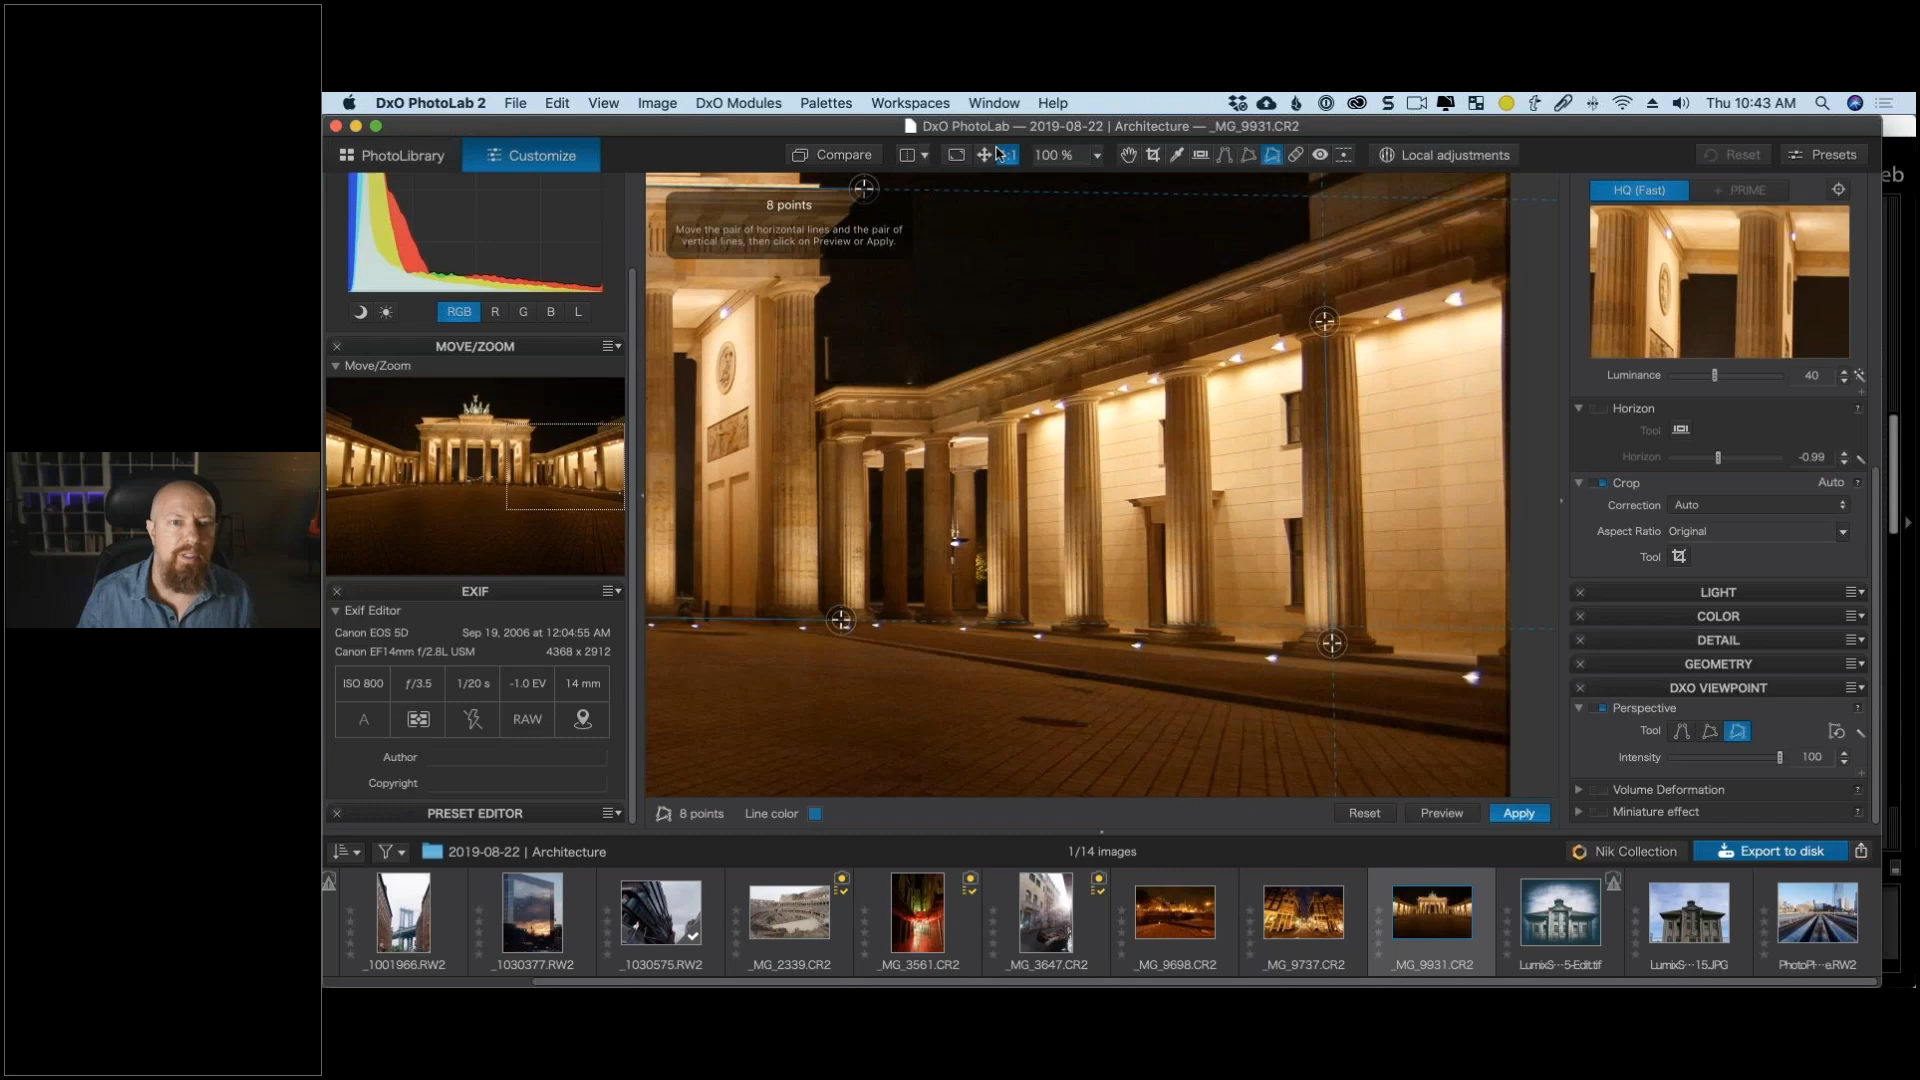 DxO PhotoLab 2 File Edit View Image DxO Modules Palettes Workspaces Window Help Thu 10:43 AM
DxO PhotoLab — 2019-08-22 | Architecture — _MG_9931.CR2
PhotoLibrary Customize Compare 1:1 100 % Local adjustments Reset Presets
eb
8 points
Move the pair of horizontal lines and the pair of
vertical lines, then click on Preview or Apply.
RGB R G B L
MOVE/ZOOM
Move/Zoom
EXIF
Exif Editor
Canon EOS 5D Sep 19, 2006 at 12:04:55 AM
Canon EF14mm f/2.8L USM 4368 x 2912
ISO 800 ƒ/3.5 1/20 s -1.0 EV 14 mm
A RAW
Author
Copyright
PRESET EDITOR
HQ (Fast) + PRIME
Luminance 40
Horizon ?
Tool
Horizon -0.99
Crop Auto ?
Correction Auto
Aspect Ratio Original
Tool
LIGHT
COLOR
DETAIL
GEOMETRY
DXO VIEWPOINT
Perspective ?
Tool
Intensity 100
Volume Deformation ?
Miniature effect ?
8 points Line color Reset Preview Apply
2019-08-22 | Architecture 1/14 images Nik Collection Export to disk
_1001966.RW2 _1030377.RW2 _1030575.RW2 _MG_2339.CR2 _MG_3561.CR2 _MG_3647.CR2 _MG_9698.CR2 _MG_9737.CR2 _MG_9931.CR2 LumixS···5-Edit.tif LumixS···15.JPG PhotoPl···e.RW2